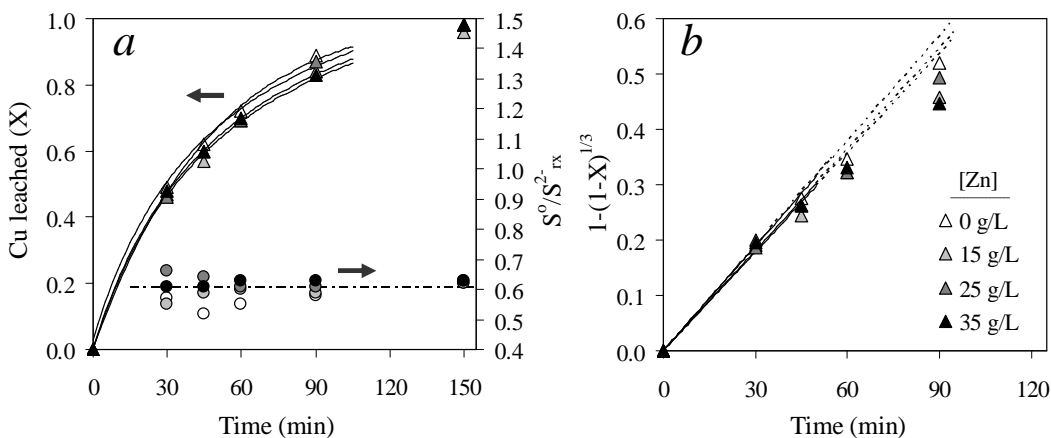 a
1.0
0.8
0.6
0.4
0.2
0.0
Cu leached (X)
1.5
1.4
1.3
1.2
1.1
1.0
0.9
0.8
0.7
0.6
0.5
0.4
S°/S²⁻rx
0 30 60 90 120 150
Time (min)
b
0.6
0.5
0.4
0.3
0.2
0.1
0.0
1-(1-X)^1/3
[Zn]
0 g/L
15 g/L
25 g/L
35 g/L
0 30 60 90 120
Time (min)